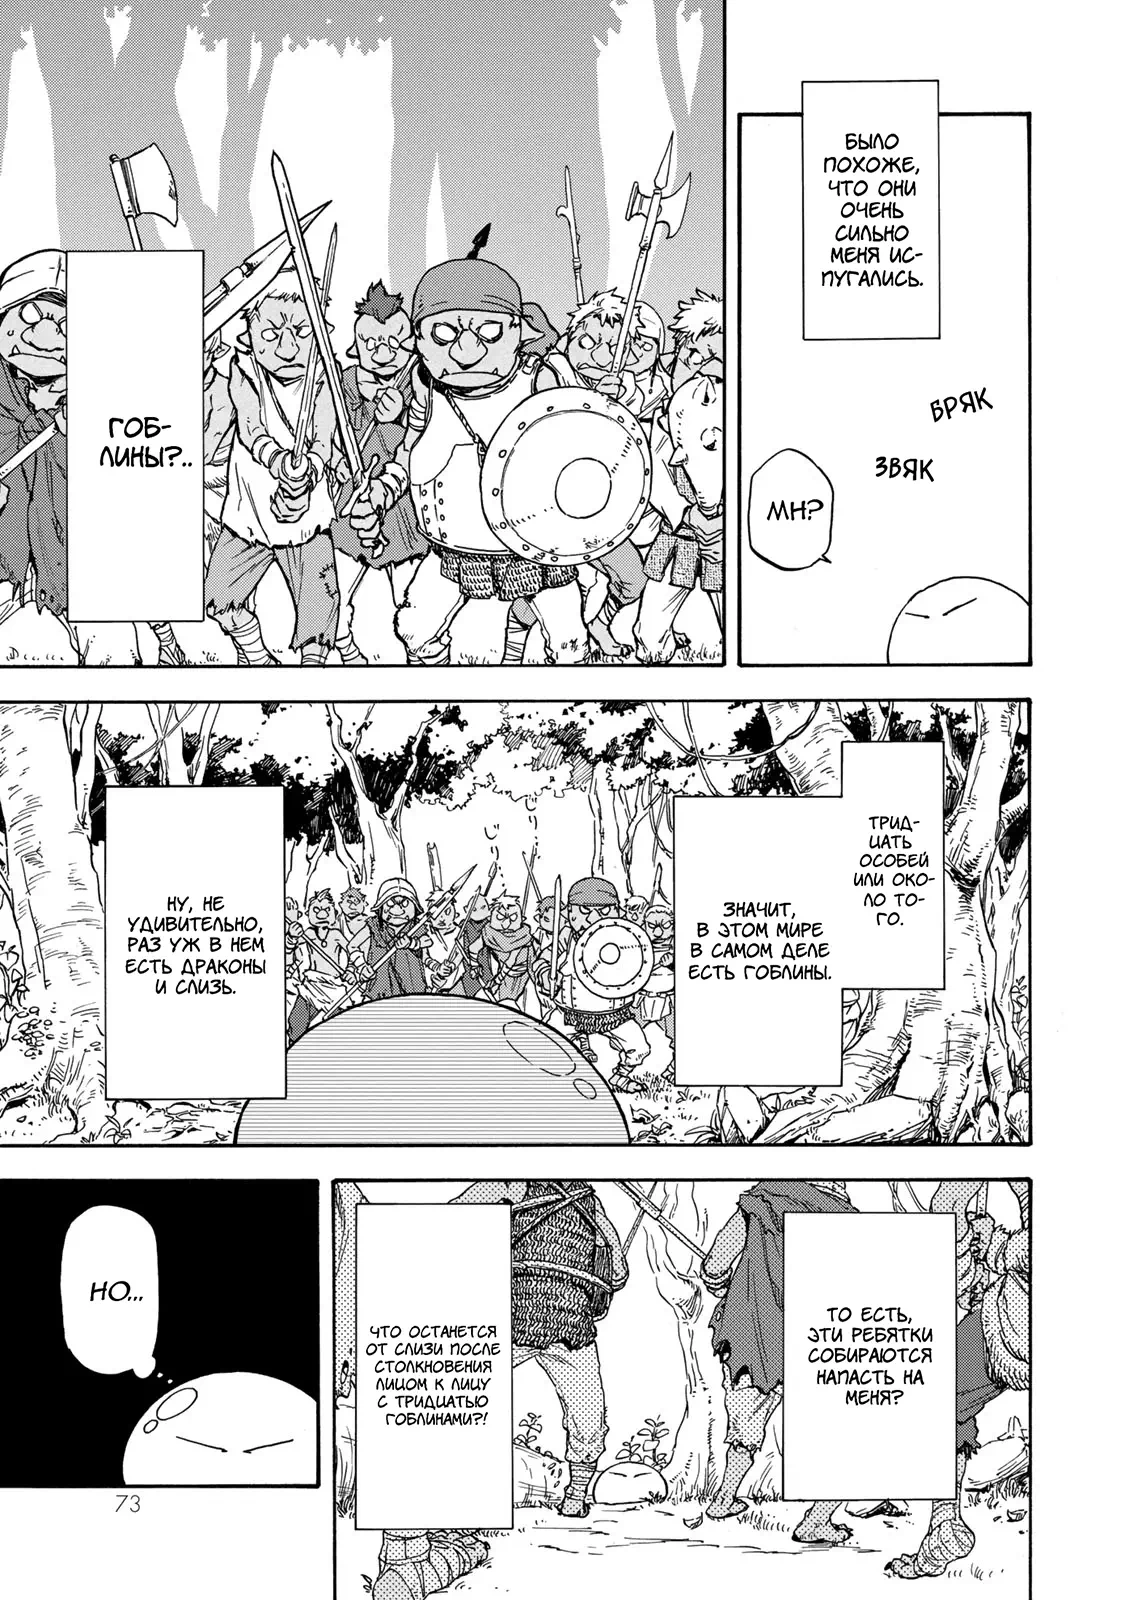 БЫЛО
ПОХОЖЕ,
ЧТО ОНИ
ОЧЕНЬ
СИЛЬНО
МЕНЯ ИС-
ПУГАЛИСЬ.
БРЯК
ЗВЯК
МН?
ГОБ-
ЛИНЫ?..
ТРИД-
ЦАТЬ
ОСОБЕЙ
ИЛИ ОКО-
ЛО ТО-
ГО.
ЗНАЧИТ,
В ЭТОМ МИРЕ
В САМОМ ДЕЛЕ
ЕСТЬ ГОБЛИНЫ.
НУ, НЕ
УДИВИТЕЛЬНО,
РАЗ УЖ В НЕМ
ЕСТЬ ДРАКОНЫ
И СЛИЗЬ.
ТО ЕСТЬ,
ЭТИ РЕБЯТКИ
СОБИРАЮТСЯ
НАПАСТЬ НА
МЕНЯ?
ЧТО ОСТАНЕТСЯ
ОТ СЛИЗИ ПОСЛЕ
СТОЛКНОВЕНИЯ
ЛИЦОМ К ЛИЦУ
С ТРИДЦАТЬЮ
ГОБЛИНАМИ?!
НО...
73